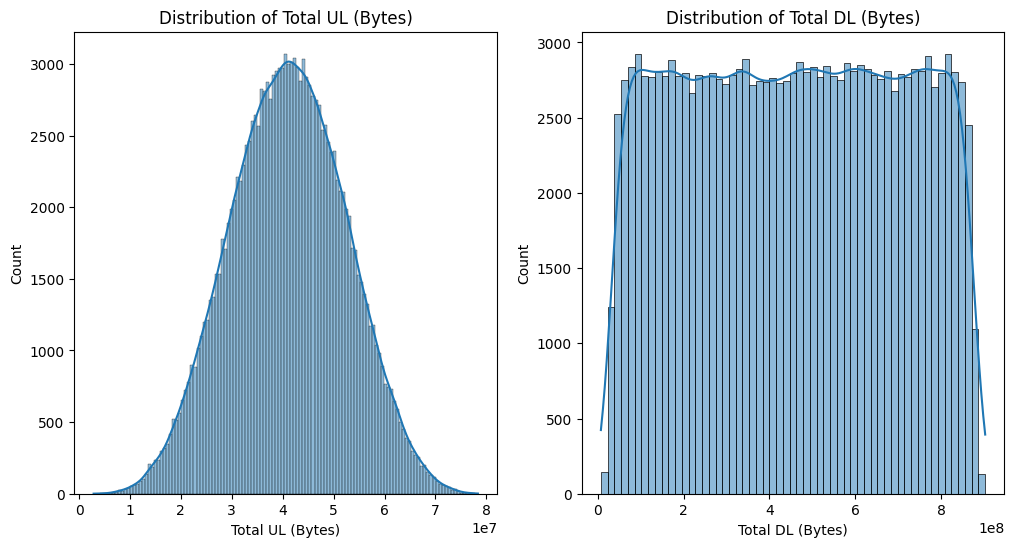 Distribution of Total UL (Bytes)
Count
3000
2500
2000
1500
1000
500
0
0 1 2 3 4 5 6 7 8
1e7
Total UL (Bytes)
Distribution of Total DL (Bytes)
Count
3000
2500
2000
1500
1000
500
0
0 2 4 6 8
1e8
Total DL (Bytes)